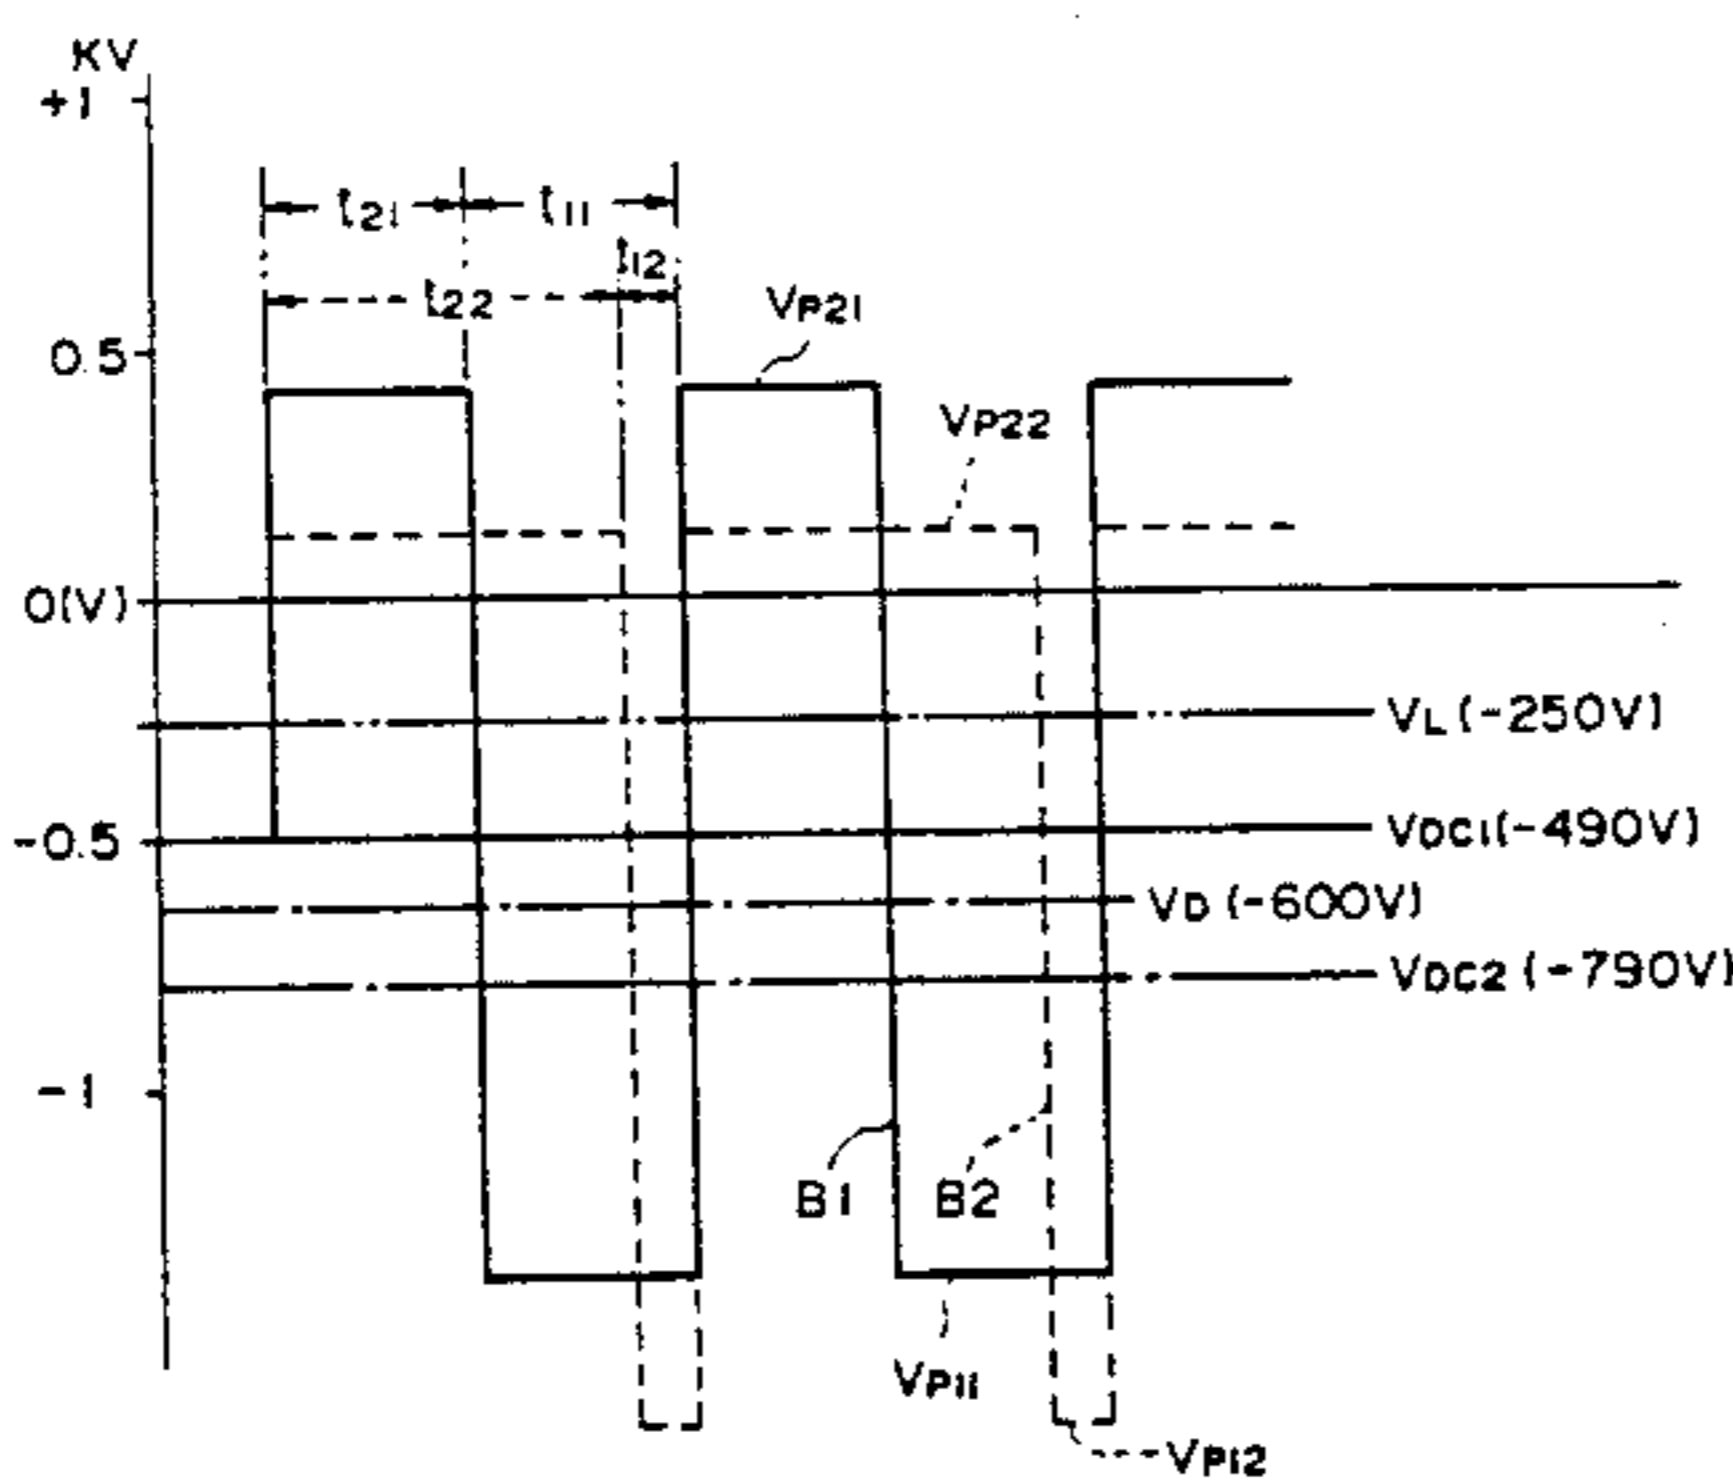 KV
+1
t21
t11
t12
t22
VP21
0.5
VP22
0(V)
VL (-250V)
-0.5
VDC1(-490V)
VD (-600V)
VDC2 (-790V)
-1
B1
B2
VP11
VP12